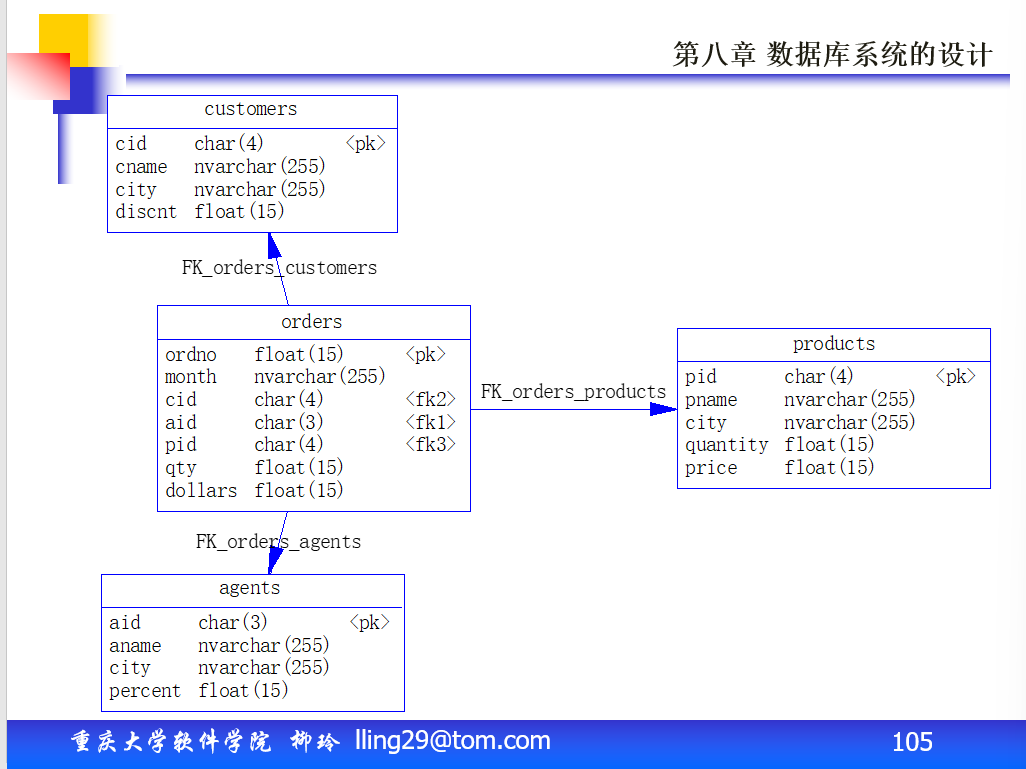 第八章 数据库系统的设计
customers
cid char(4) <pk>
cname nvarchar(255)
city nvarchar(255)
discnt float(15)
FK_orders_customers
orders
ordno float(15) <pk>
month nvarchar(255)
cid char(4) <fk2>
aid char(3) <fk1>
pid char(4) <fk3>
qty float(15)
dollars float(15)
FK_orders_products
products
pid char(4) <pk>
pname nvarchar(255)
city nvarchar(255)
quantity float(15)
price float(15)
FK_orders_agents
agents
aid char(3) <pk>
aname nvarchar(255)
city nvarchar(255)
percent float(15)
重庆大学软件学院 柳玲 lling29@tom.com
105